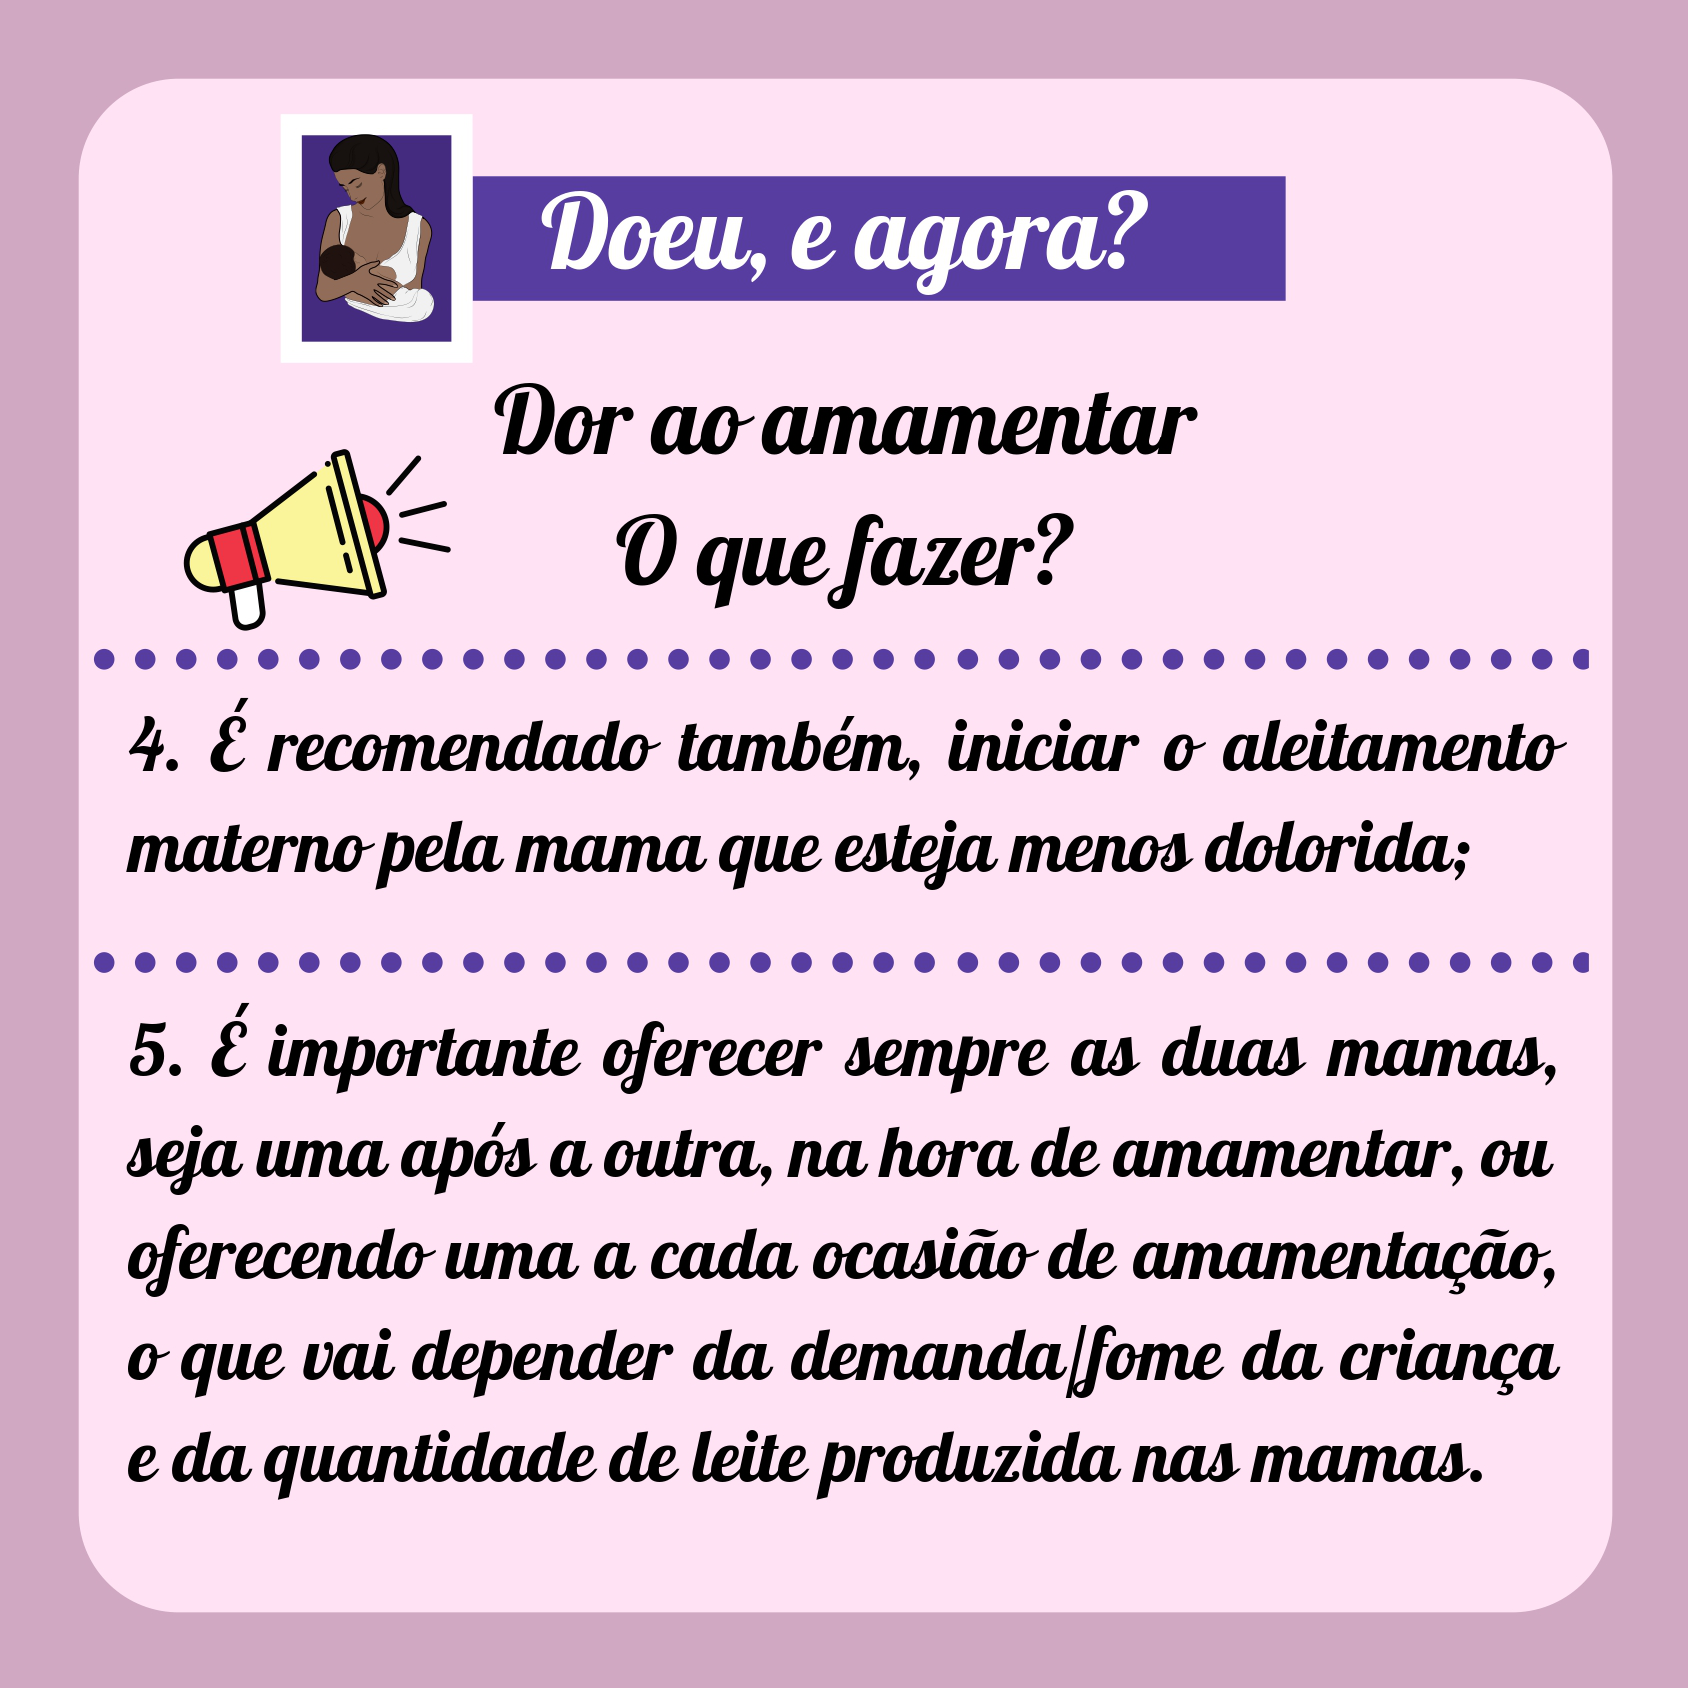 Doeu, e agora?
Dor ao amamentar
O que fazer?
4. É recomendado também, iniciar o aleitamento
materno pela mama que esteja menos dolorida;
5. É importante oferecer sempre as duas mamas,
seja uma após a outra, na hora de amamentar, ou
oferecendo uma a cada ocasião de amamentação,
o que vai depender da demanda/fome da criança
e da quantidade de leite produzida nas mamas.